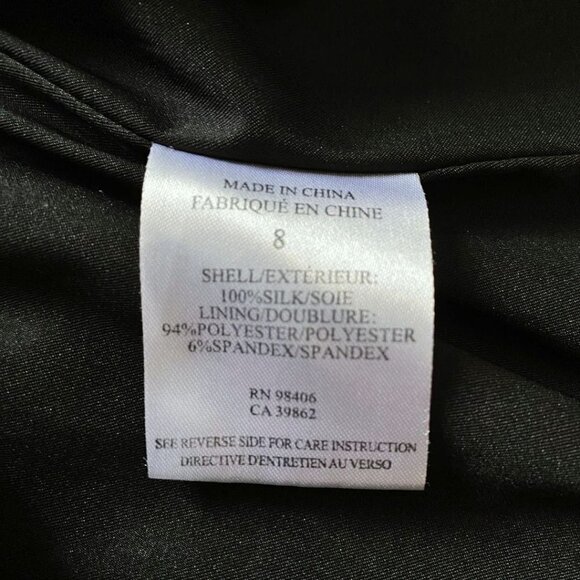 MADE IN CHINA
FABRIQUÉ EN CHINE
8
SHELL/EXTÉRIEUR:
100%SILK/SOIE
LINING/DOUBLURE:
94%POLYESTER/POLYESTER
6%SPANDEX/SPANDEX
RN 98406
CA 39862
SEE REVERSE SIDE FOR CARE INSTRUCTION
DIRECTIVE D'ENTRETIEN AU VERSO